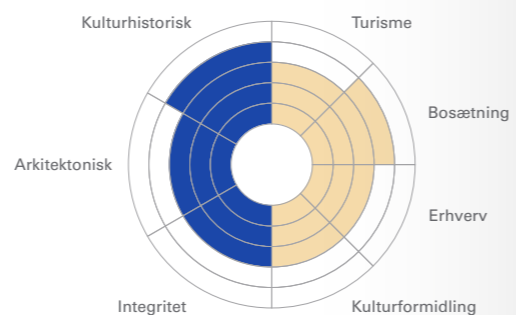 Kulturhistorisk
Turisme
Bosætning
Arkitektonisk
Erhverv
Integritet
Kulturformidling